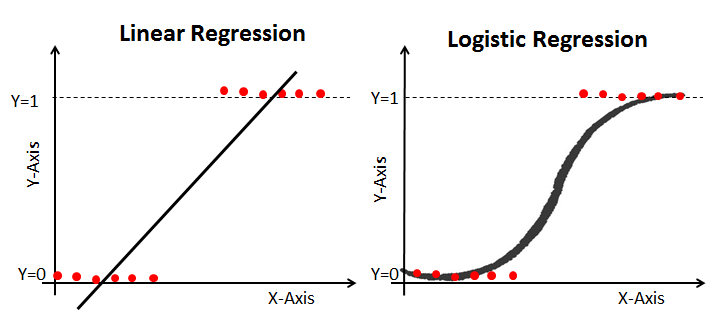 Linear Regression
Y=1
Y-Axis
Y=0
X-Axis
Logistic Regression
Y=1
Y-Axis
Y=0
X-Axis